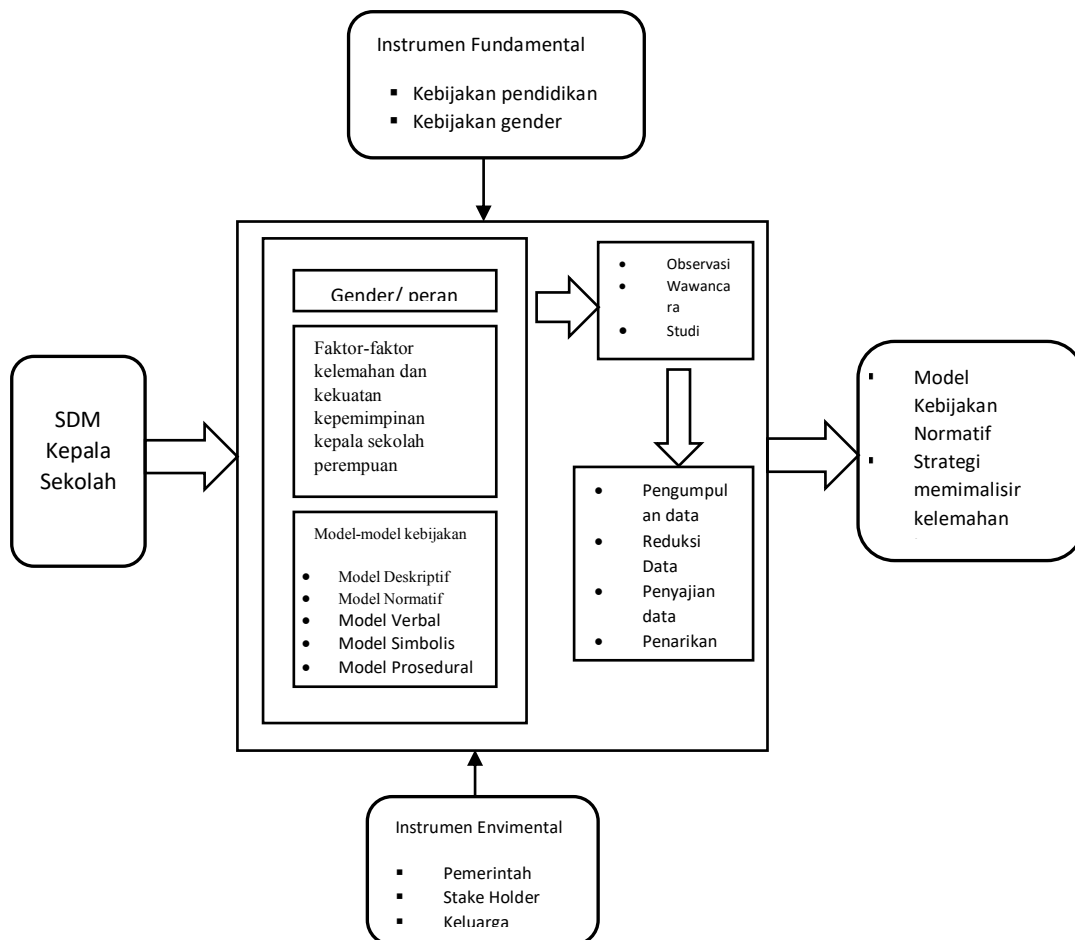 Instrumen Fundamental
▪ Kebijakan pendidikan
▪ Kebijakan gender
SDM
Kepala
Sekolah
Gender/ peran
Faktor-faktor
kelemahan dan
kekuatan
kepemimpinan
kepala sekolah
perempuan
Model-model kebijakan
• Model Deskriptif
• Model Normatif
• Model Verbal
• Model Simbolis
• Model Prosedural
• Observasi
• Wawanca
ra
• Studi
• Pengumpul
an data
• Reduksi
Data
• Penyajian
data
• Penarikan
▪ Model
Kebijakan
Normatif
▪ Strategi
memimalisir
kelemahan
Instrumen Envimental
▪ Pemerintah
▪ Stake Holder
▪ Keluarga